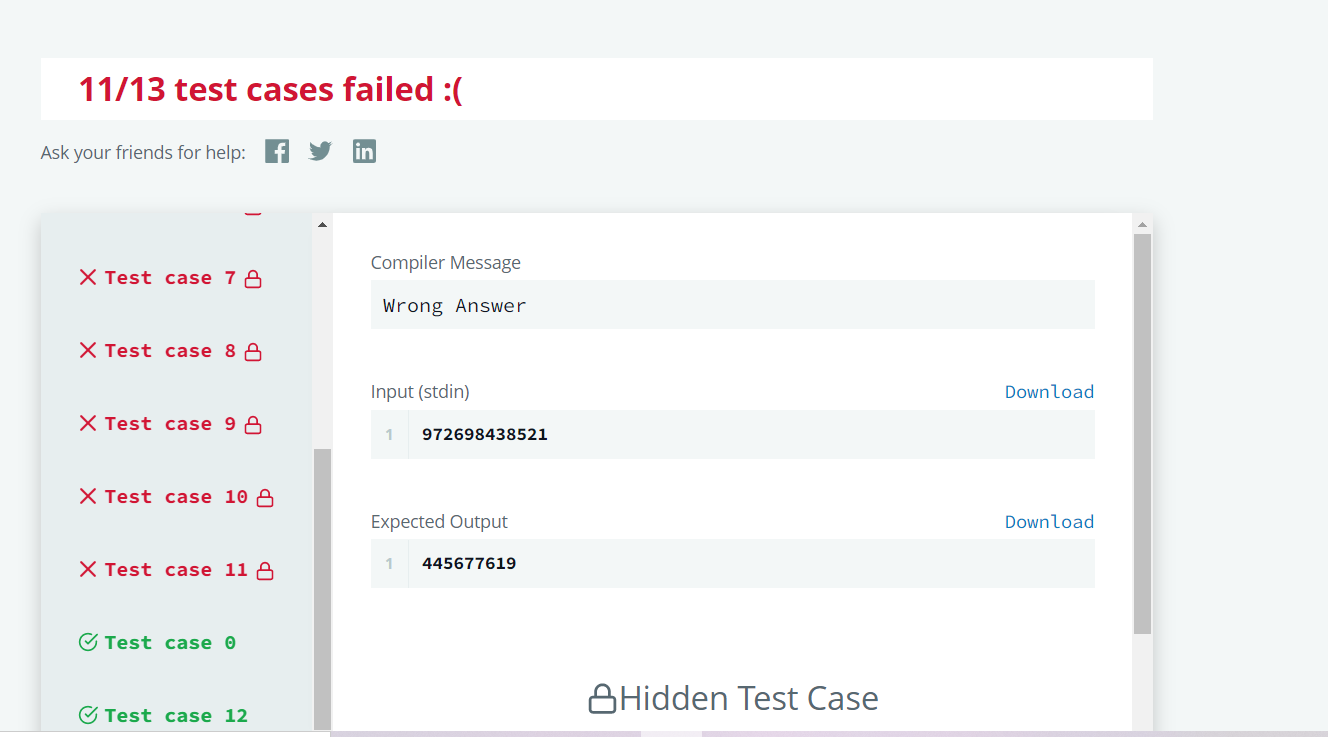 11/13 test cases failed :(
Ask your friends for help:
Test case 7
Test case 8
Test case 9
Test case 10
Test case 11
Test case 0
Test case 12
Compiler Message
Wrong Answer
Input (stdin) Download
1 972698438521
Expected Output Download
1 445677619
Hidden Test Case